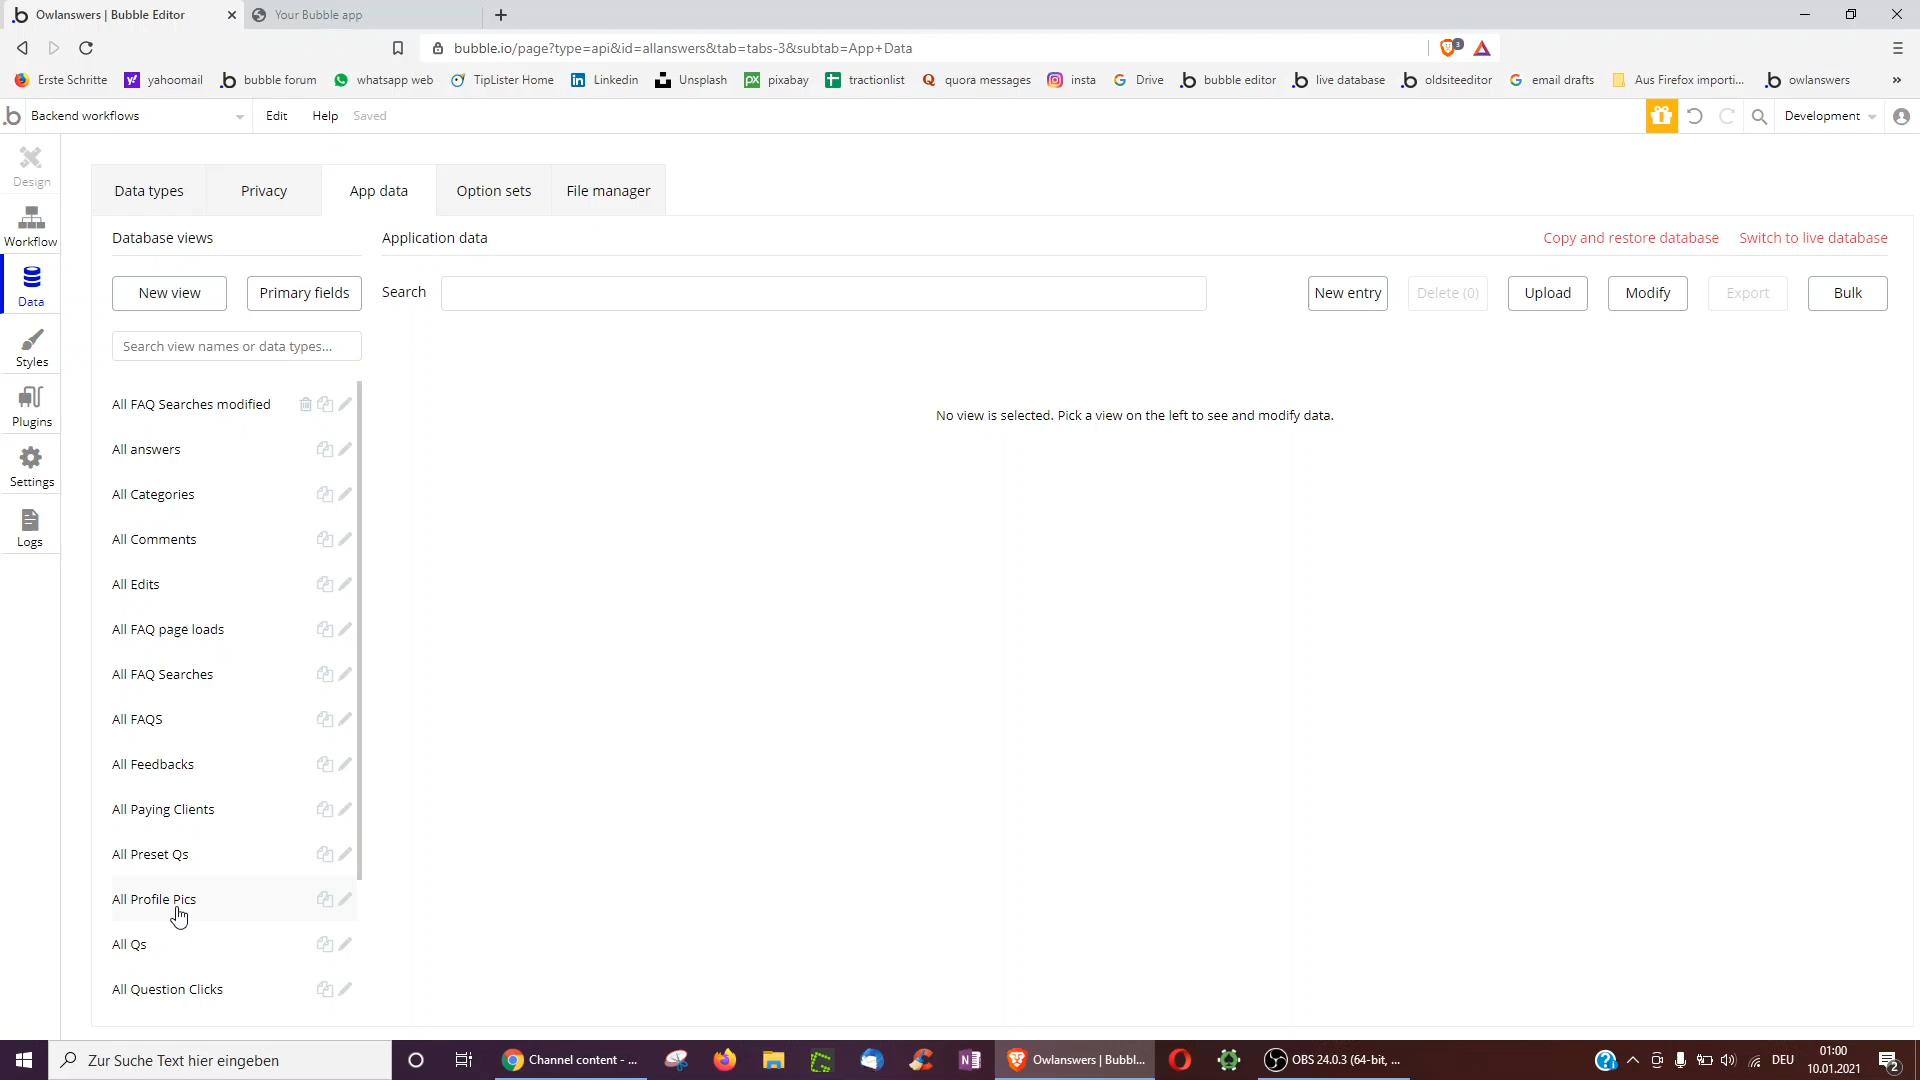 Owlanswers | Bubble Editor
Your Bubble app
bubble.io/page?type=api&id=allanswers&tab=tabs-3&subtab=App+Data
3
Erste Schritte
yahoomail
bubble forum
whatsapp web
TipLister Home
Linkedin
Unsplash
pixabay
tractionlist
quora messages
insta
Drive
bubble editor
live database
oldsiteeditor
email drafts
Aus Firefox importi...
owlanswers
Backend workflows
Edit
Help
Saved
Development
Design
Workflow
Data
Styles
Plugins
Settings
Logs
Data types
Privacy
App data
Option sets
File manager
Database views
Application data
Copy and restore database
Switch to live database
New view
Primary fields
Search
New entry
Delete (0)
Upload
Modify
Export
Bulk
Search view names or data types...
No view is selected. Pick a view on the left to see and modify data.
All FAQ Searches modified
All answers
All Categories
All Comments
All Edits
All FAQ page loads
All FAQ Searches
All FAQS
All Feedbacks
All Paying Clients
All Preset Qs
All Profile Pics
All Qs
All Question Clicks
Zur Suche Text hier eingeben
Channel content - ...
Owlanswers | Bubbl...
OBS 24.0.3 (64-bit, ...
DEU
01:00
10.01.2021
2